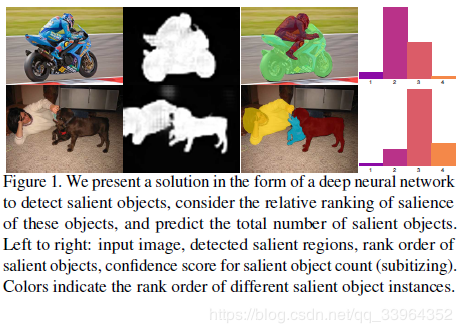 1 2 3 4
1 2 3 4
Figure 1. We present a solution in the form of a deep neural network
to detect salient objects, consider the relative ranking of salience
of these objects, and predict the total number of salient objects.
Left to right: input image, detected salient regions, rank order of
salient objects, confidence score for salient object count (subitizing).
Colors indicate the rank order of different salient object instances.
https://blog.csdn.net/qq_33964352